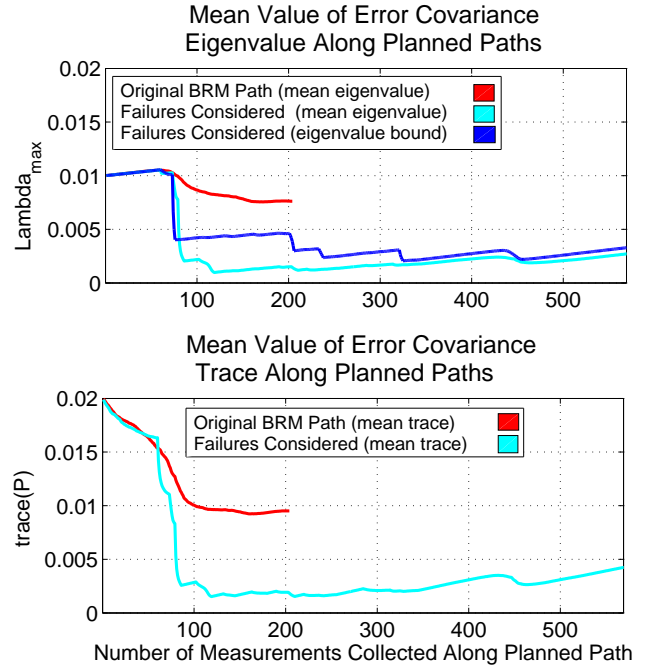 Mean Value of Error Covariance
Eigenvalue Along Planned Paths
0.02
0.015
0.01
0.005
0
Lambda_max
Original BRM Path (mean eigenvalue)
Failures Considered (mean eigenvalue)
Failures Considered (eigenvalue bound)
100 200 300 400 500
Mean Value of Error Covariance
Trace Along Planned Paths
0.02
0.015
0.01
0.005
0
trace(P)
Original BRM Path (mean trace)
Failures Considered (mean trace)
100 200 300 400 500
Number of Measurements Collected Along Planned Path